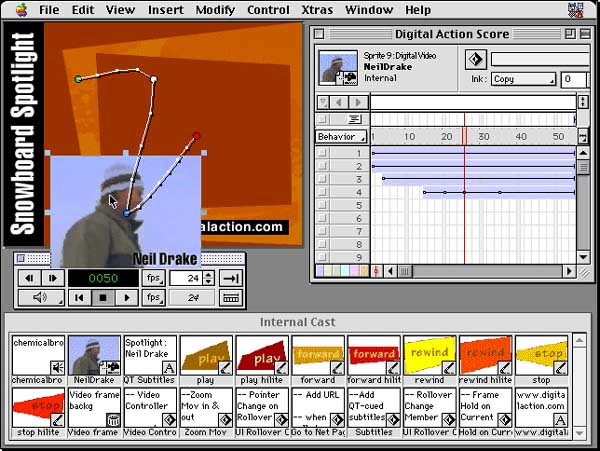 File Edit View Insert Modify Control Xtras Window Help
Snowboard Spotlight
alaction.com
Neil Drake
Digital Action Score
Sprite 9: Digital Video
NeilDrake
Internal
Ink: Copy 0
Behavior 1 10 20 30 40 50
1
2
3
4
5
6
7
8
9
0050 fps 24
fps 24
Internal Cast
chemicalbro
Spotlight:
Neil Drake
play
play
forward
forward
rewind
rewind
stop
chemicalbro NeilDrake QT Subtitles play play hilite forward forward hilit rewind rewind hilite stop
stop
Video frame
backg
-- Video
Controller
--Zoom
Mov in &
out
-- Pointer
Change on
Rollover
-- Add URL
-- when
Add
QT-cued
subtitles
-- Rollover
Change
Member
-- Frame
Hold on
Current
www.digita
laction.com
stop hilite Video frame Video Contro Zoom Mov UI Rollover C Go to Net Pag Subtitles UI Rollover C Hold on Curre www.digital